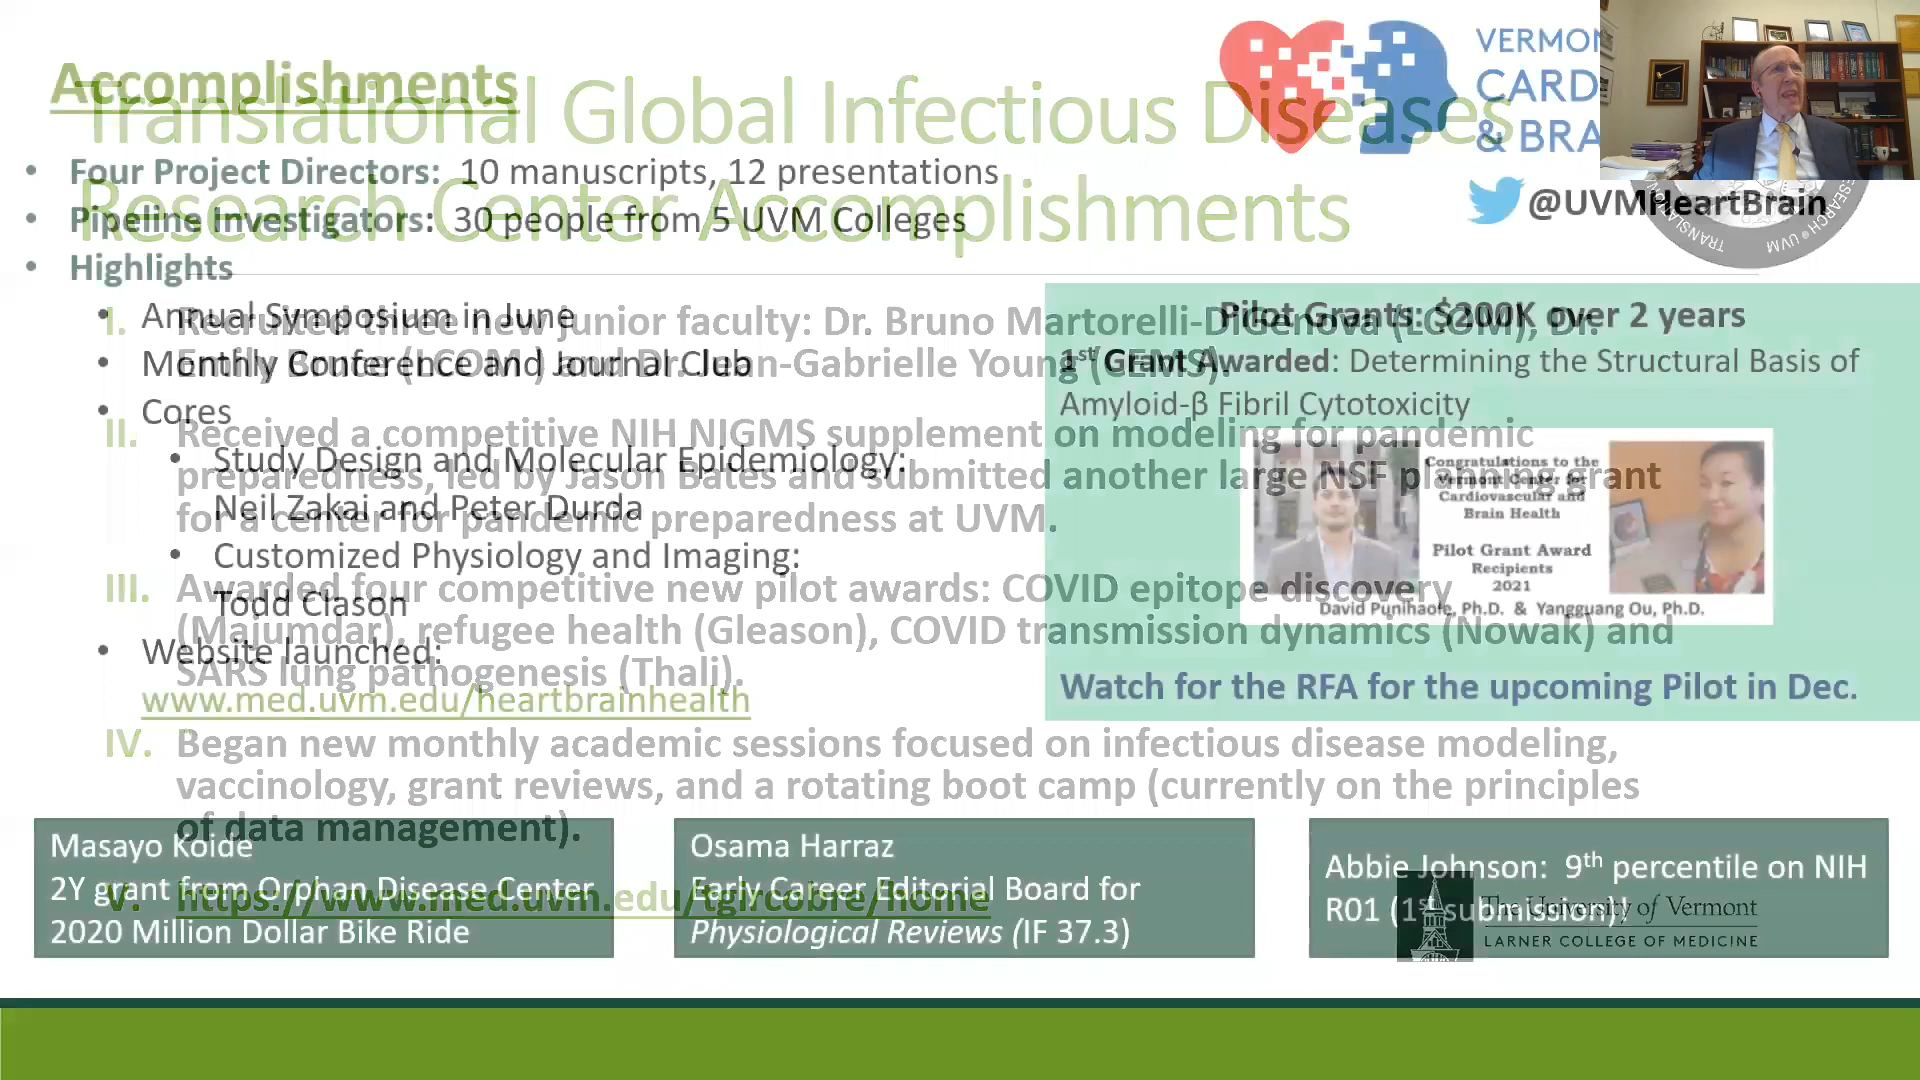 Accomplishments
• Four Project Directors: 10 manuscripts, 12 presentations
• Pipeline Investigators: 30 people from 5 UVM Colleges
• Highlights
• Annual Symposium in June
• Monthly Conference and Journal Club
• Cores
• Study Design and Molecular Epidemiology:
Neil Zakai and Peter Durda
• Customized Physiology and Imaging:
Todd Clason
• Website launched:
www.med.uvm.edu/heartbrainhealth
VERMON
CARD
& BRA
@UVMHeartBrain
Pilot Grants: $200K over 2 years
1st Grant Awarded: Determining the Structural Basis of
Amyloid-β Fibril Cytotoxicity
Congratulations to the
Vermont Center for
Cardiovascular and
Brain Health
Pilot Grant Award
Recipients
2021
David Punihaole, Ph.D. & Yangguang Ou, Ph.D.
Watch for the RFA for the upcoming Pilot in Dec.
Masayo Koide
2Y grant from Orphan Disease Center
2020 Million Dollar Bike Ride
Osama Harraz
Early Career Editorial Board for
Physiological Reviews (IF 37.3)
Abbie Johnson: 9th percentile on NIH
R01 (1st submission)!
Translational Global Infectious Diseases
Research Center Accomplishments
I. Recruited three new junior faculty: Dr. Bruno Martorelli-Di Genova (LCOM), Dr.
Emily Bruce (LCOM) and Dr. Jean-Gabrielle Young (CEMS).
II. Received a competitive NIH NIGMS supplement on modeling for pandemic
preparedness, led by Jason Bates and submitted another large NSF planning grant
for a center for pandemic preparedness at UVM.
III. Awarded four competitive new pilot awards: COVID epitope discovery
(Majumdar), refugee health (Gleason), COVID transmission dynamics (Nowak) and
SARS lung pathogenesis (Thali).
IV. Began new monthly academic sessions focused on infectious disease modeling,
vaccinology, grant reviews, and a rotating boot camp (currently on the principles
of data management).
V. https://www.med.uvm.edu/tgircobre/home
The University of Vermont
LARNER COLLEGE OF MEDICINE
TRANSLATION
UVM
ESEARCH